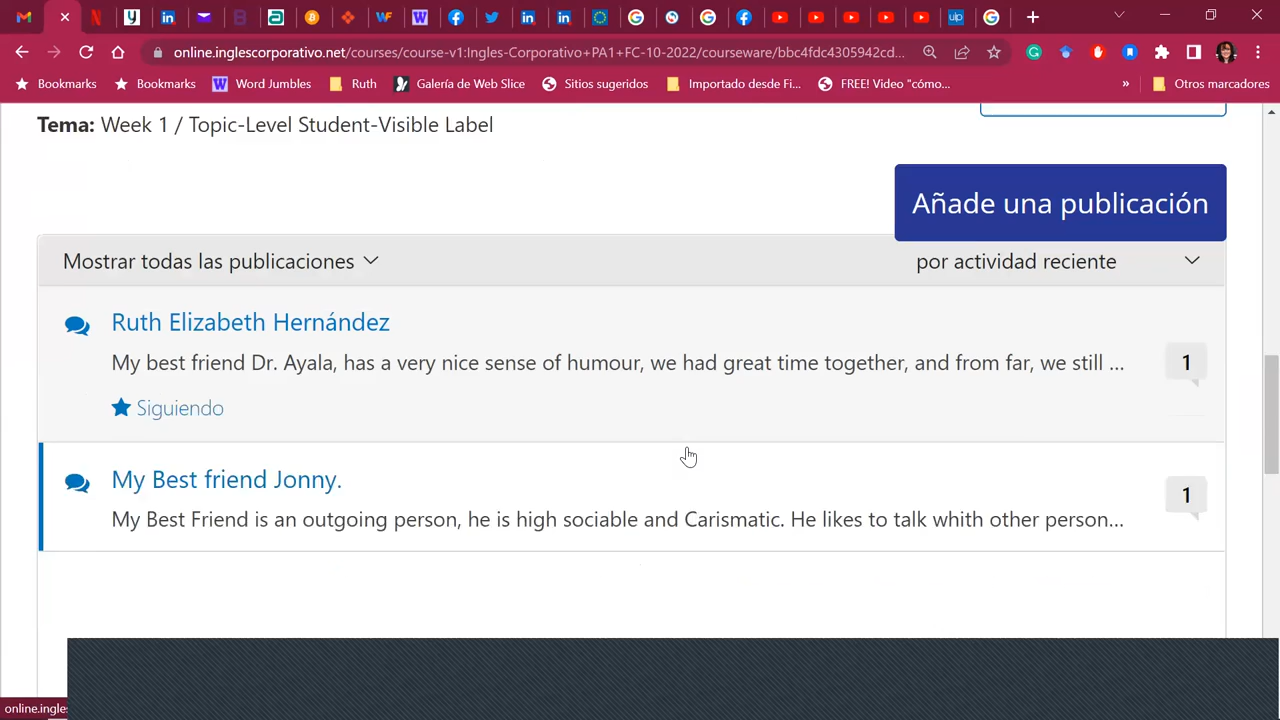 online.inglescorporativo.net/courses/course-v1:Ingles-Corporativo+PA1+FC-10-2022/courseware/bbc4fdc4305942cd...
Bookmarks Bookmarks Word Jumbles Ruth Galería de Web Slice Sitios sugeridos Importado desde Fi... FREE! Video "cómo... » Otros marcadores
Tema: Week 1 / Topic-Level Student-Visible Label
Añade una publicación
Mostrar todas las publicaciones por actividad reciente
Ruth Elizabeth Hernández
My best friend Dr. Ayala, has a very nice sense of humour, we had great time together, and from far, we still ...
1
Siguiendo
My Best friend Jonny.
1
My Best Friend is an outgoing person, he is high sociable and Carismatic. He likes to talk whith other person...
online.ingles